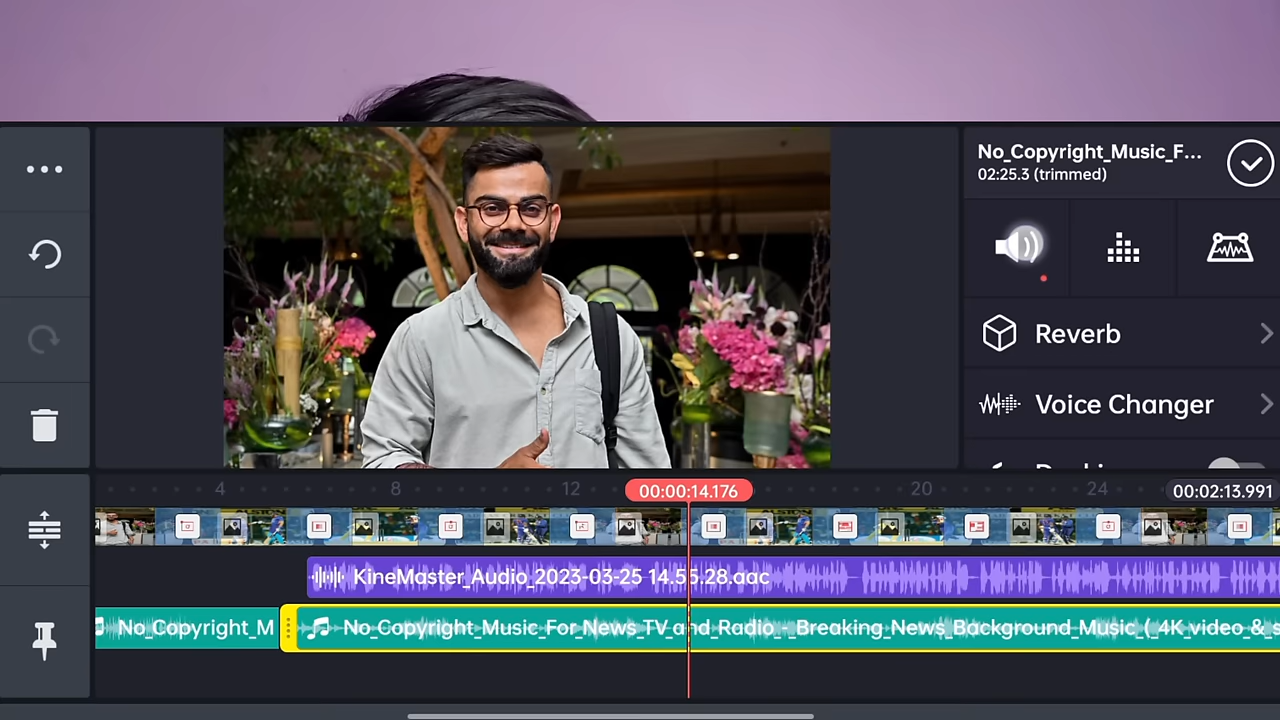 No_Copyright_Music_F...
02:25.3 (trimmed)
Reverb
Voice Changer
4 8 12 00:00:14.176 20 24 00:02:13.991
KineMaster_Audio_2023-03-25 14.55.28.aac
No_Copyright_M
No_Copyright_Music_For_News_TV_and_Radio_-_Breaking_News_Background_Music_(_4K_video_&_s